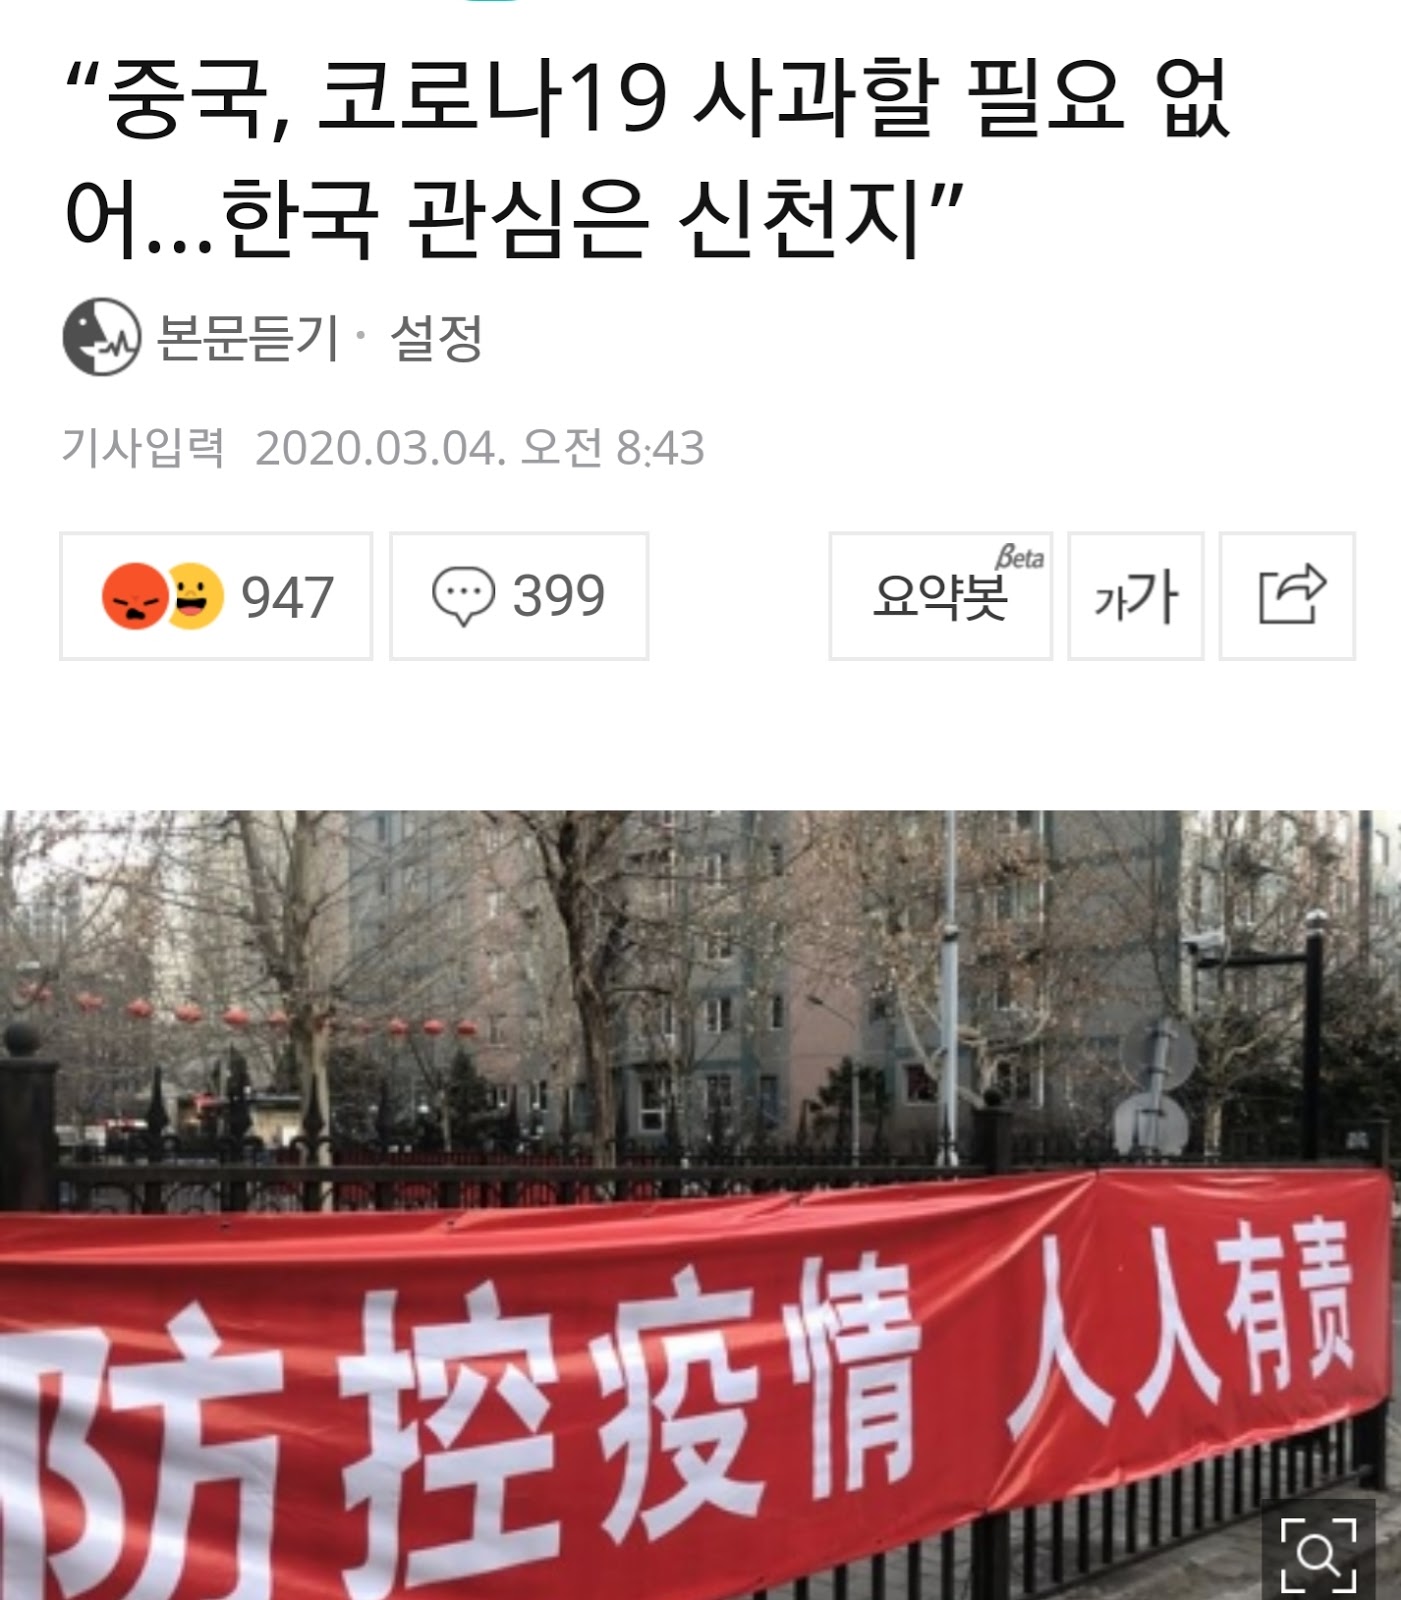 “중국, 코로나19 사과할 필요 없
어…한국 관심은 신천지”
본문듣기 · 설정
기사입력 2020.03.04. 오전 8:43
947
399
요약봇 βeta
가가
防控疫情 人人有责